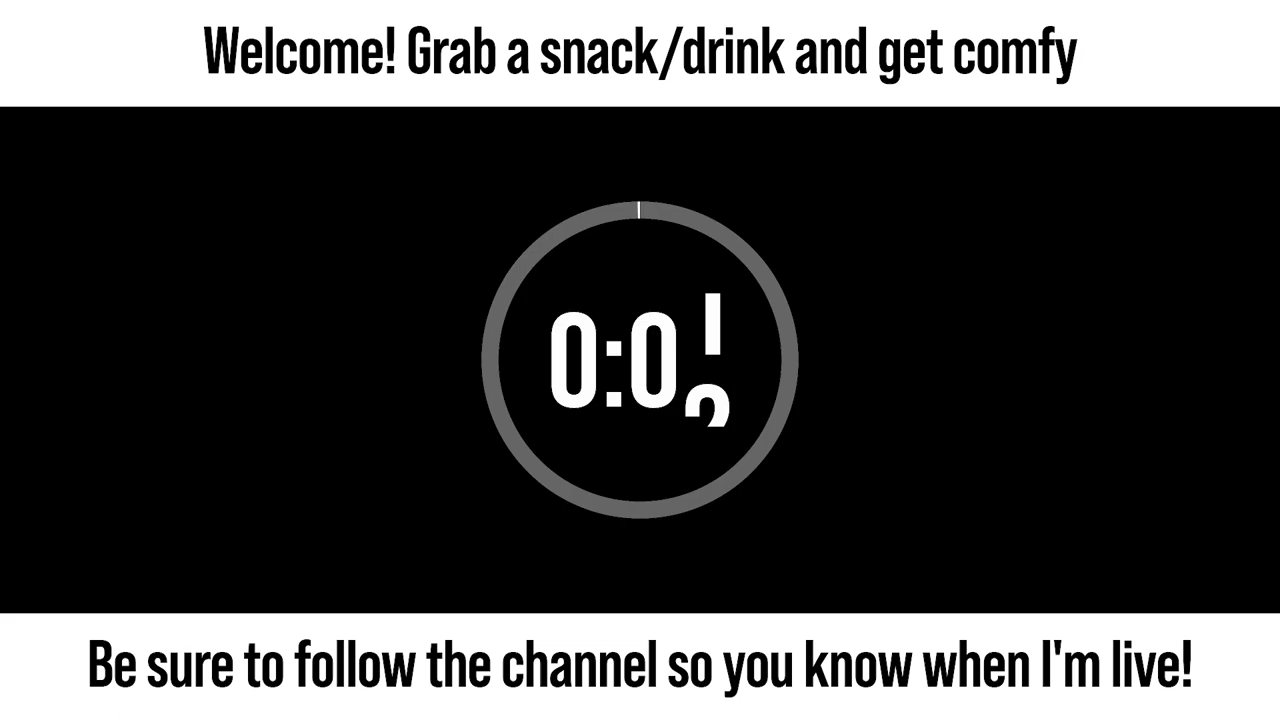 Welcome! Grab a snack/drink and get comfy
0:0
Be sure to follow the channel so you know when I'm live!